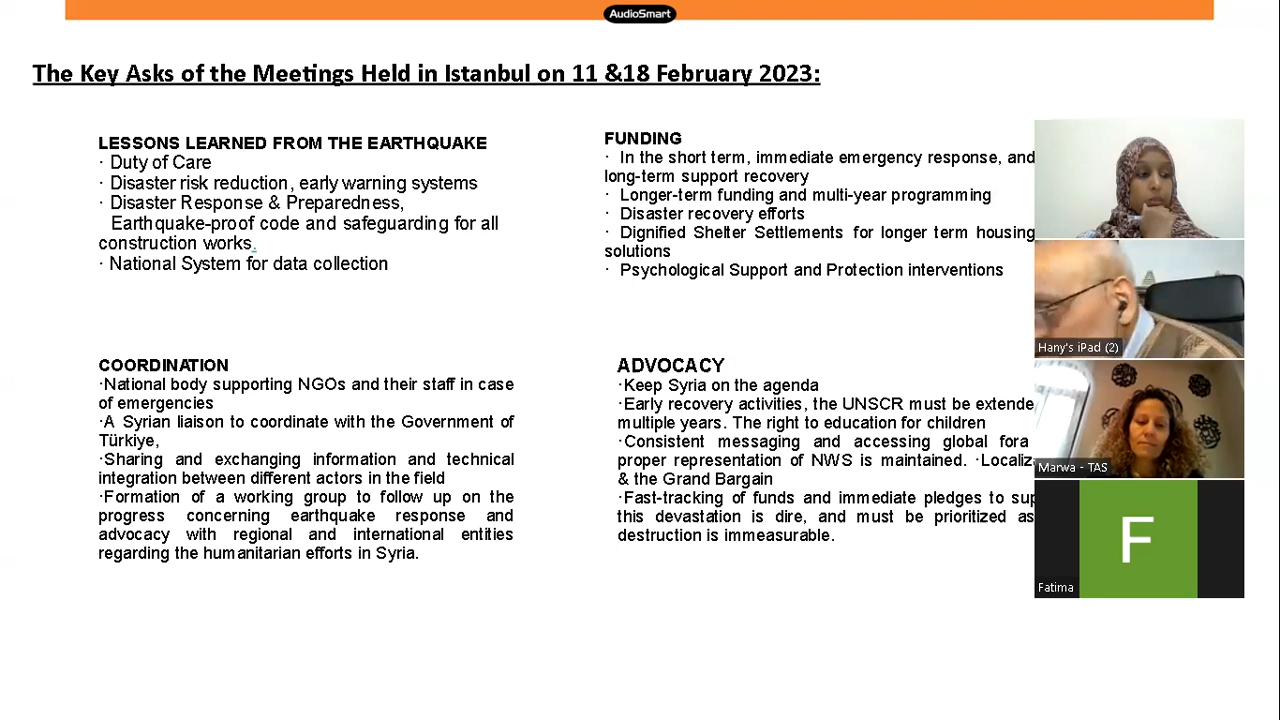 AudioSmart
The Key Asks of the Meetings Held in Istanbul on 11 &18 February 2023:
LESSONS LEARNED FROM THE EARTHQUAKE
· Duty of Care
· Disaster risk reduction, early warning systems
· Disaster Response & Preparedness,
Earthquake-proof code and safeguarding for all
construction works.
· National System for data collection
FUNDING
· In the short term, immediate emergency response, and
long-term support recovery
· Longer-term funding and multi-year programming
· Disaster recovery efforts
· Dignified Shelter Settlements for longer term housing
solutions
· Psychological Support and Protection interventions
COORDINATION
·National body supporting NGOs and their staff in case
of emergencies
·A Syrian liaison to coordinate with the Government of
Türkiye,
·Sharing and exchanging information and technical
integration between different actors in the field
·Formation of a working group to follow up on the
progress concerning earthquake response and
advocacy with regional and international entities
regarding the humanitarian efforts in Syria.
ADVOCACY
·Keep Syria on the agenda
·Early recovery activities, the UNSCR must be extende
multiple years. The right to education for children
·Consistent messaging and accessing global fora
proper representation of NWS is maintained. ·Localiz
& the Grand Bargain
·Fast-tracking of funds and immediate pledges to sup
this devastation is dire, and must be prioritized as
destruction is immeasurable.
Hany's iPad (2)
Marwa - TAS
F
Fatima